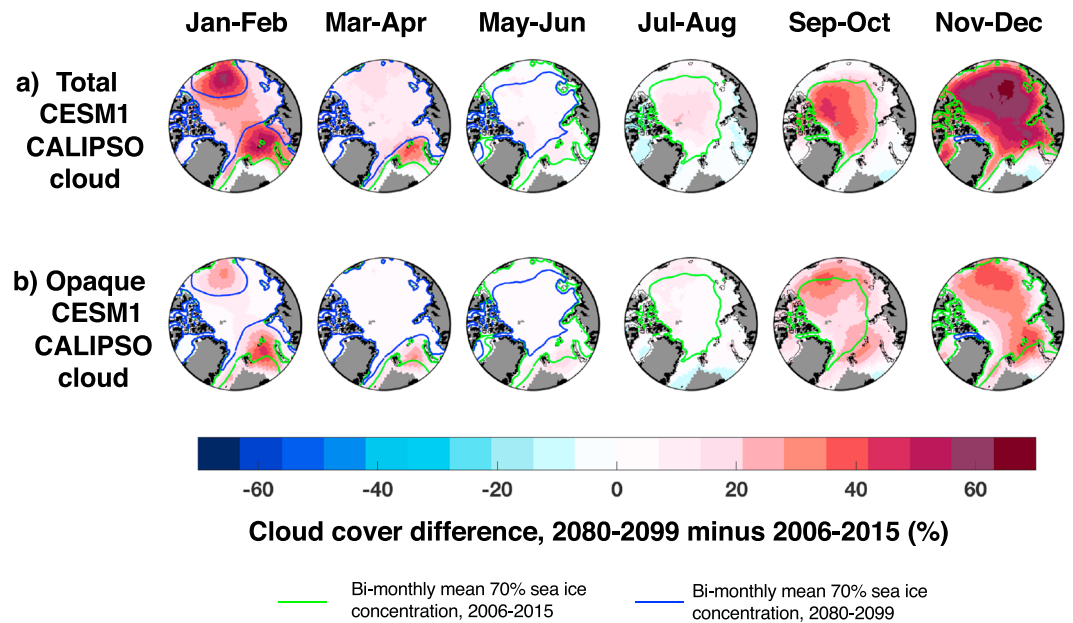 Jan-Feb Mar-Apr May-Jun Jul-Aug Sep-Oct Nov-Dec
a) Total
CESM1
CALIPSO
cloud
b) Opaque
CESM1
CALIPSO
cloud
-60 -40 -20 0 20 40 60
Cloud cover difference, 2080-2099 minus 2006-2015 (%)
Bi-monthly mean 70% sea ice
concentration, 2006-2015
Bi-monthly mean 70% sea ice
concentration, 2080-2099